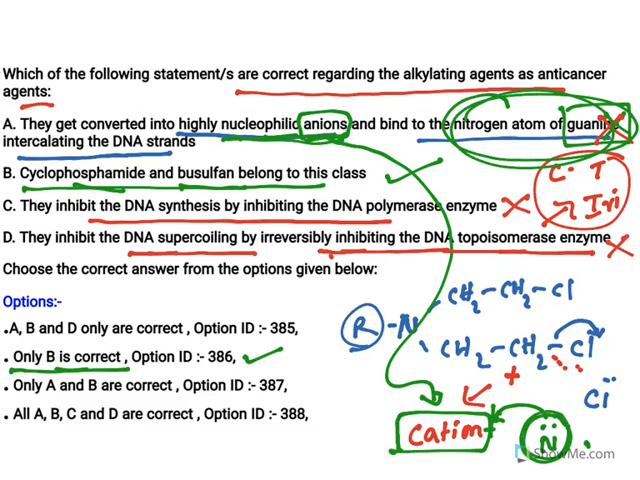 Which of the following statement/s are correct regarding the alkylating agents as anticancer
agents:
A. They get converted into highly nucleophilic anions and bind to the nitrogen atom of guanine
intercalating the DNA strands
B. Cyclophosphamide and busulfan belong to this class
C. They inhibit the DNA synthesis by inhibiting the DNA polymerase enzyme
D. They inhibit the DNA supercoiling by irreversibly inhibiting the DNA topoisomerase enzyme
C. T
Iri
Choose the correct answer from the options given below:
Options:-
.A, B and D only are correct , Option ID :- 385,
. Only B is correct , Option ID :- 386,
.Only A and B are correct , Option ID :- 387,
. All A, B, C and D are correct , Option ID :- 388,
CH2-CH2-Cl
R-N
CH2-CH2-Cl
+
Cl
Cation +
N
ShowMe.com